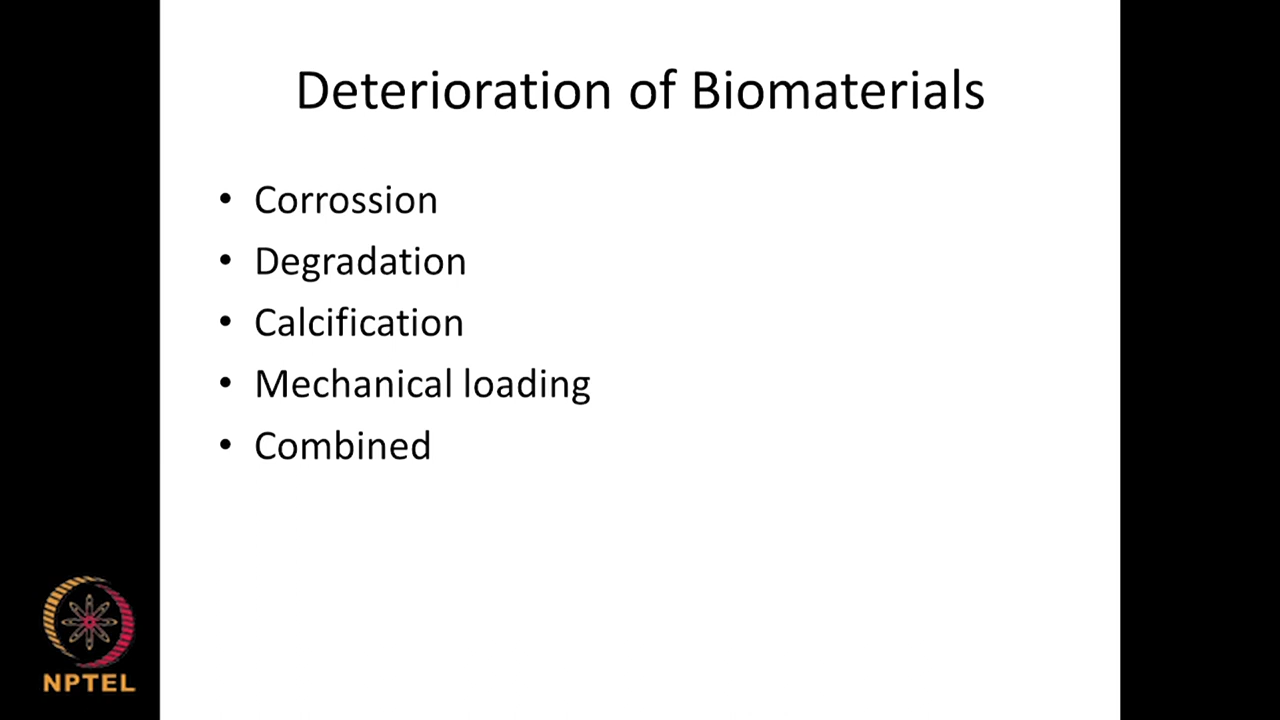 Deterioration of Biomaterials
• Corrossion
• Degradation
• Calcification
• Mechanical loading
• Combined
NPTEL